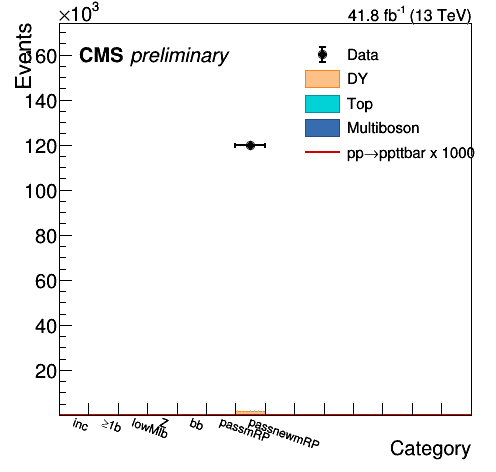 ×10³
41.8 fb⁻¹ (13 TeV)
Events
CMS preliminary
Data
DY
Top
Multiboson
pp→ppttbar x 1000
160
140
120
100
80
60
40
20
inc
≥1b
lowMlb
Z
bb
passmRP
passnewmRP
Category